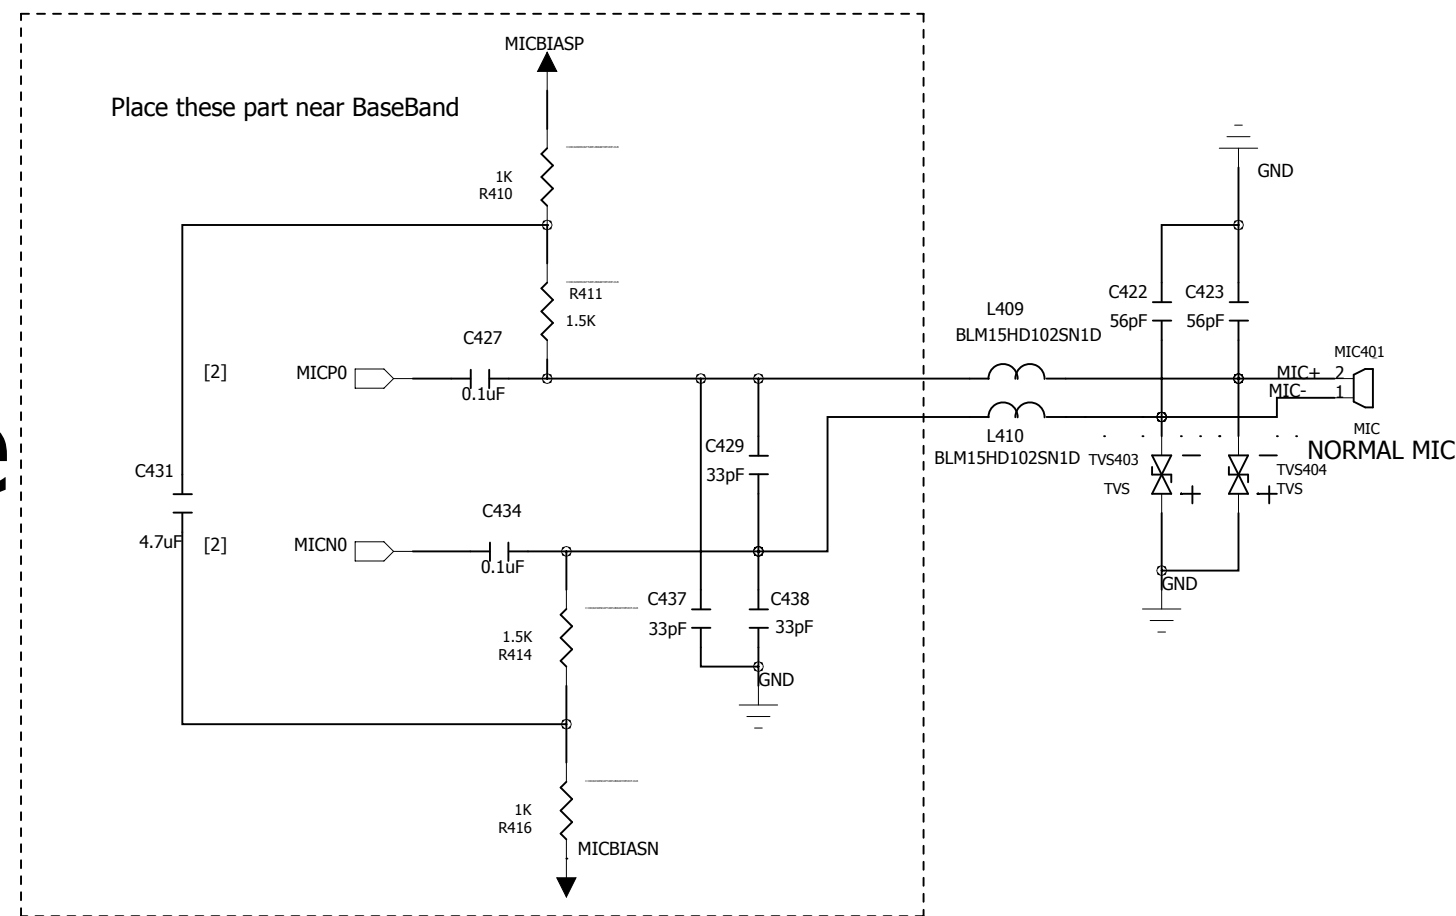 MICBIASP
Place these part near BaseBand
GND
1K
R410
R411
1.5K
C422
C423
56pF
56pF
L409
BLM15HD102SN1D
C427
MIC401
[2]
MICP0
0.1uF
MIC+
2
MIC-
1
L410
BLM15HD102SN1D
MIC
NORMAL MIC
C429
33pF
TVS403
TVS
TVS404
TVS
C431
4.7uF
C434
[2]
MICN0
0.1uF
GND
C437
C438
33pF
33pF
1.5K
R414
GND
1K
R416
MICBIASN
e